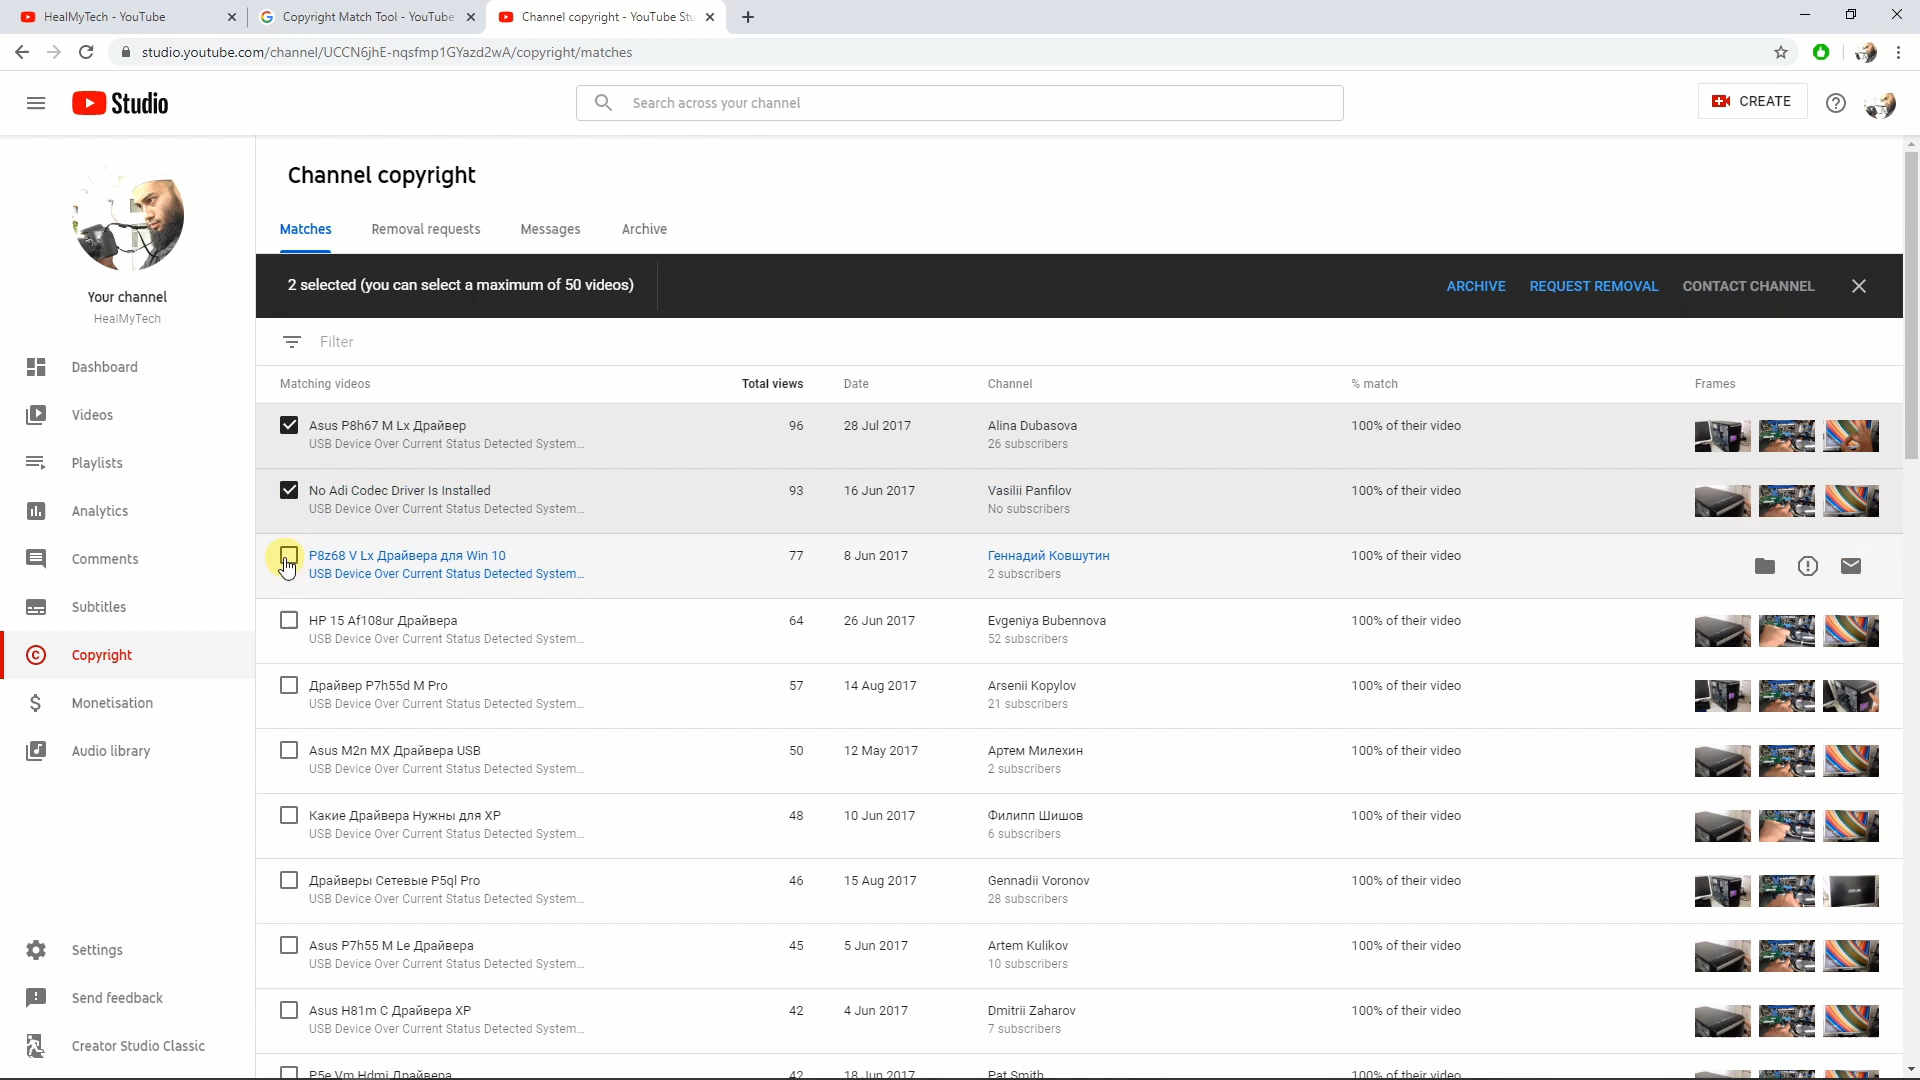 HealMyTech - YouTube
Copyright Match Tool - YouTube
Channel copyright - YouTube Stu
studio.youtube.com/channel/UCCN6jhE-nqsfmp1GYazd2wA/copyright/matches
Studio
Search across your channel
CREATE
Your channel
HealMyTech
Dashboard
Videos
Playlists
Analytics
Comments
Subtitles
Copyright
Monetisation
Audio library
Settings
Send feedback
Creator Studio Classic
Channel copyright
Matches Removal requests Messages Archive
2 selected (you can select a maximum of 50 videos) ARCHIVE REQUEST REMOVAL CONTACT CHANNEL
Filter
Matching videos Total views Date Channel % match Frames
Asus P8h67 M Lx Драйвер 96 28 Jul 2017 Alina Dubasova 100% of their video
USB Device Over Current Status Detected System... 26 subscribers
No Adi Codec Driver Is Installed 93 16 Jun 2017 Vasilii Panfilov 100% of their video
USB Device Over Current Status Detected System... No subscribers
P8z68 V Lx Драйвера для Win 10 77 8 Jun 2017 Геннадий Ковшутин 100% of their video
USB Device Over Current Status Detected System... 2 subscribers
HP 15 Af108ur Драйвера 64 26 Jun 2017 Evgeniya Bubennova 100% of their video
USB Device Over Current Status Detected System... 52 subscribers
Драйвер P7h55d M Pro 57 14 Aug 2017 Arsenii Kopylov 100% of their video
USB Device Over Current Status Detected System... 21 subscribers
Asus M2n MX Драйвера USB 50 12 May 2017 Артем Милехин 100% of their video
USB Device Over Current Status Detected System... 2 subscribers
Какие Драйвера Нужны для XP 48 10 Jun 2017 Филипп Шишов 100% of their video
USB Device Over Current Status Detected System... 6 subscribers
Драйверы Сетевые P5ql Pro 46 15 Aug 2017 Gennadii Voronov 100% of their video
USB Device Over Current Status Detected System... 28 subscribers
Asus P7h55 M Le Драйвера 45 5 Jun 2017 Artem Kulikov 100% of their video
USB Device Over Current Status Detected System... 10 subscribers
Asus H81m C Драйвера XP 42 4 Jun 2017 Dmitrii Zaharov 100% of their video
USB Device Over Current Status Detected System... 7 subscribers
P5e Vm Hdmi Драйвера 42 18 Jun 2017 Pat Smith 100% of their video